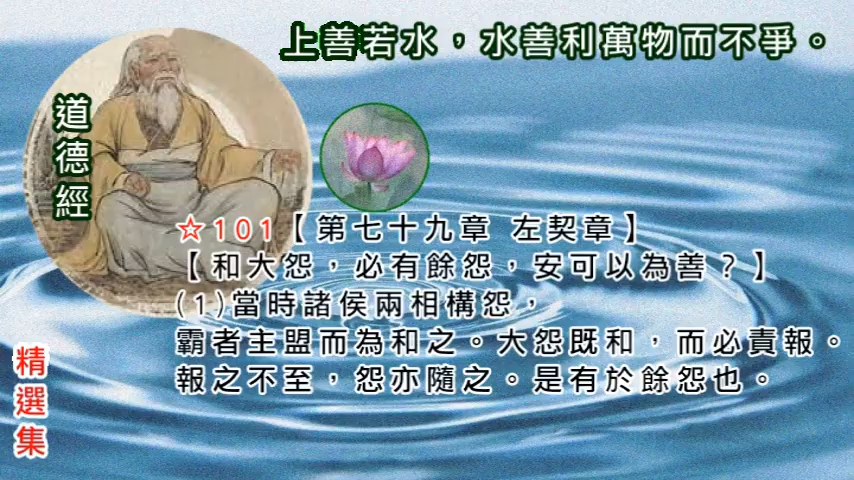 上善若水，水善利萬物而不爭。
道德經
☆101【第七十九章 左契章】
【和大怨，必有餘怨，安可以為善？】
(1)當時諸侯兩相構怨，
霸者主盟而為和之。大怨既和，而必責報。
報之不至，怨亦隨之。是有於餘怨也。
精選集